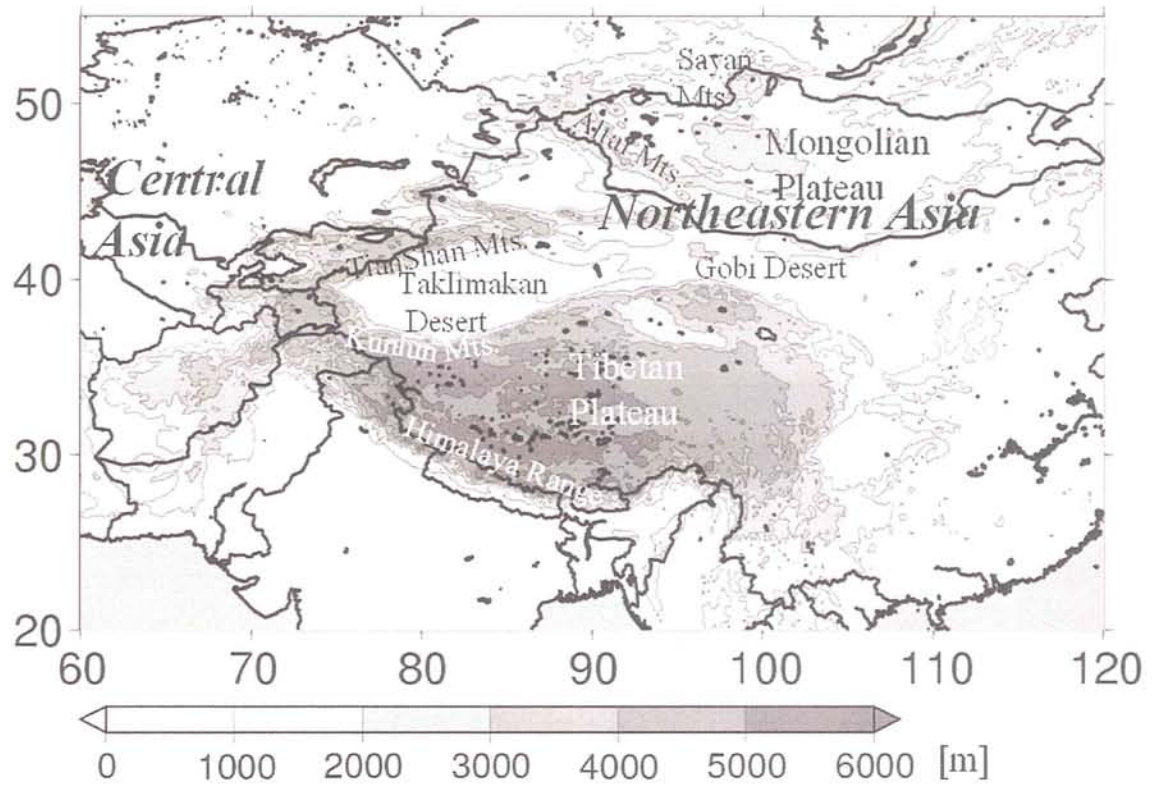 Sayan
Mts.
50
Altai Mts.
Mongolian
Plateau
Central
Asia
Northeastern Asia
TianShan Mts.
Gobi Desert
40
Taklimakan
Desert
Kunlun Mts.
Tibetan
Plateau
Himalaya Range
30
20
60 70 80 90 100 110 120
0 1000 2000 3000 4000 5000 6000 [m]